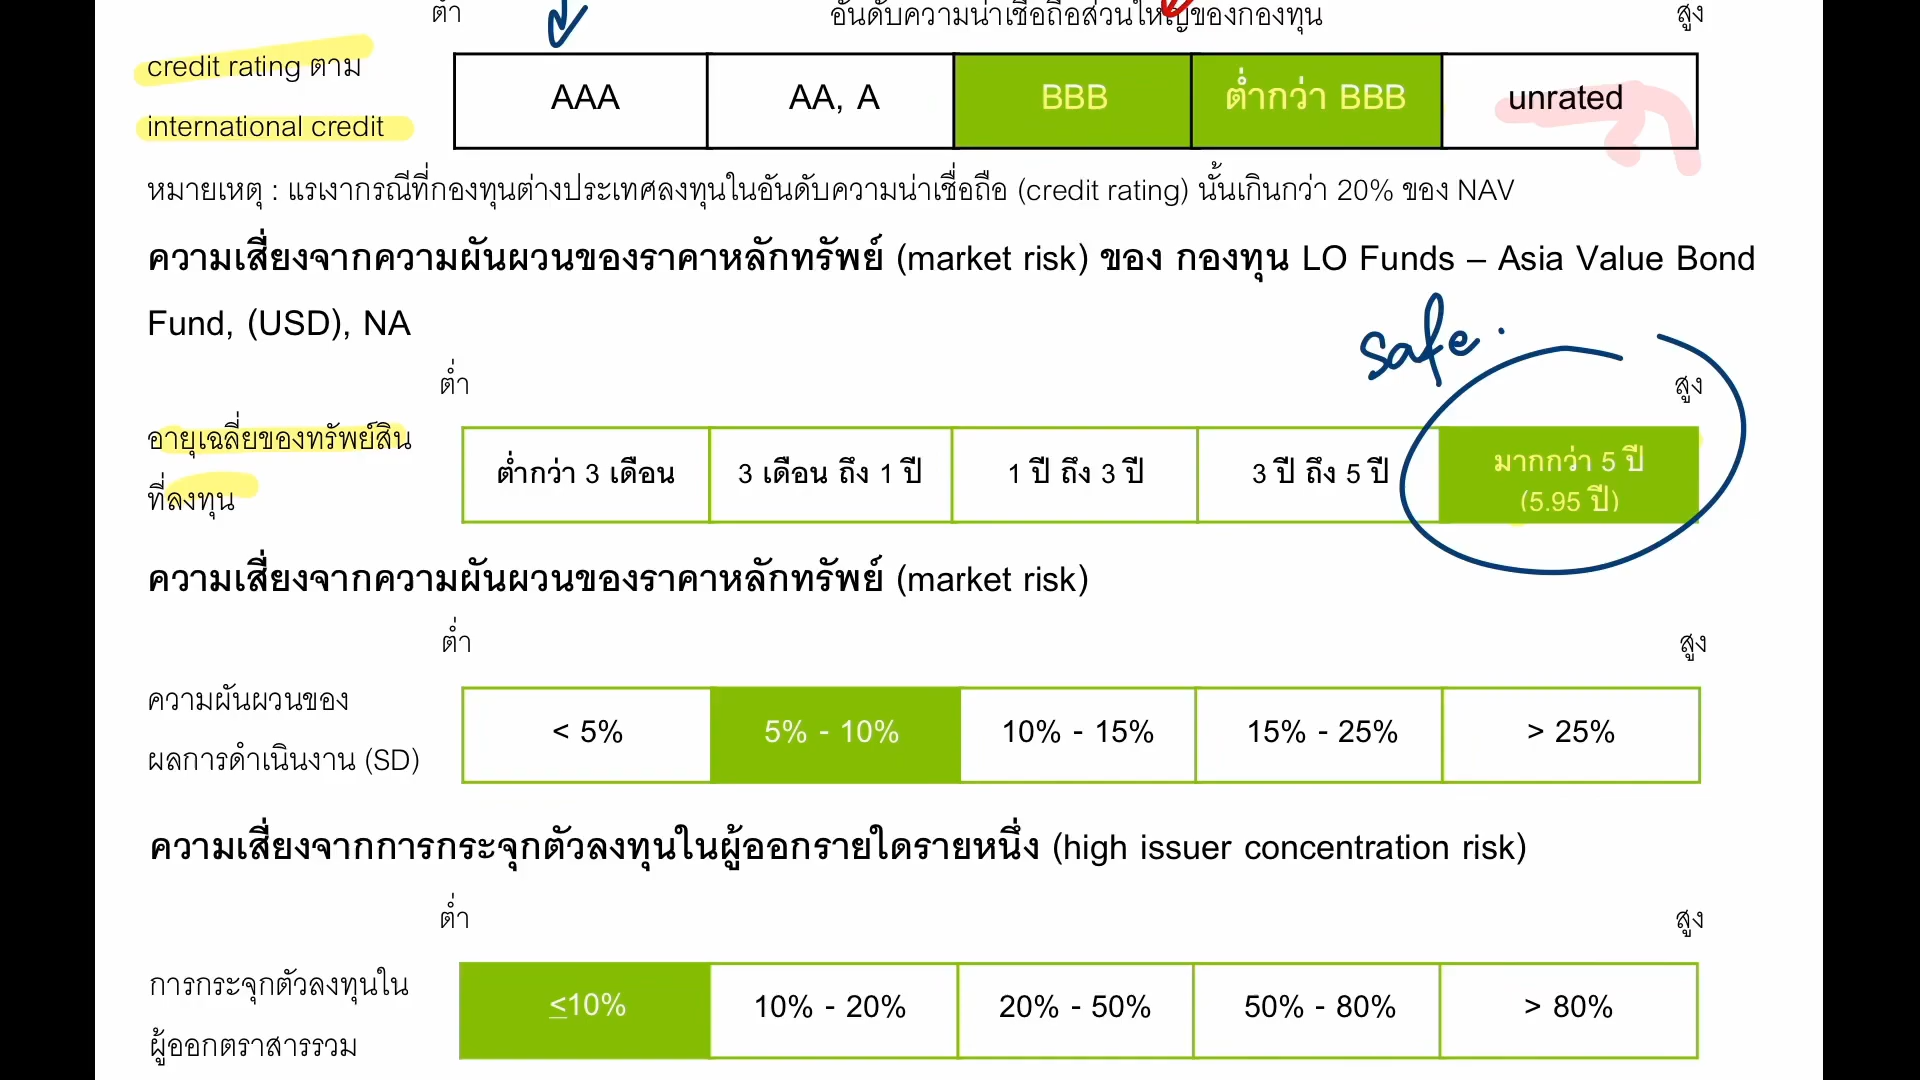 ต่ำ อันดับความน่าเชื่อถือส่วนใหญ่ของกองทุน สูง
credit rating ตาม
international credit
AAA AA, A BBB ต่ำกว่า BBB unrated
หมายเหตุ : แรเงากรณีที่กองทุนต่างประเทศลงทุนในอันดับความน่าเชื่อถือ (credit rating) นั้นเกินกว่า 20% ของ NAV
ความเสี่ยงจากความผันผวนของราคาหลักทรัพย์ (market risk) ของ กองทุน LO Funds – Asia Value Bond
Fund, (USD), NA
safe.
ต่ำ สูง
อายุเฉลี่ยของทรัพย์สิน
ที่ลงทุน
ต่ำกว่า 3 เดือน 3 เดือน ถึง 1 ปี 1 ปี ถึง 3 ปี 3 ปี ถึง 5 ปี มากกว่า 5 ปี
(5.95 ปี)
ความเสี่ยงจากความผันผวนของราคาหลักทรัพย์ (market risk)
ต่ำ สูง
ความผันผวนของ
ผลการดำเนินงาน (SD)
< 5% 5% - 10% 10% - 15% 15% - 25% > 25%
ความเสี่ยงจากการกระจุกตัวลงทุนในผู้ออกรายใดรายหนึ่ง (high issuer concentration risk)
ต่ำ สูง
การกระจุกตัวลงทุนใน
ผู้ออกตราสารรวม
≤10% 10% - 20% 20% - 50% 50% - 80% > 80%